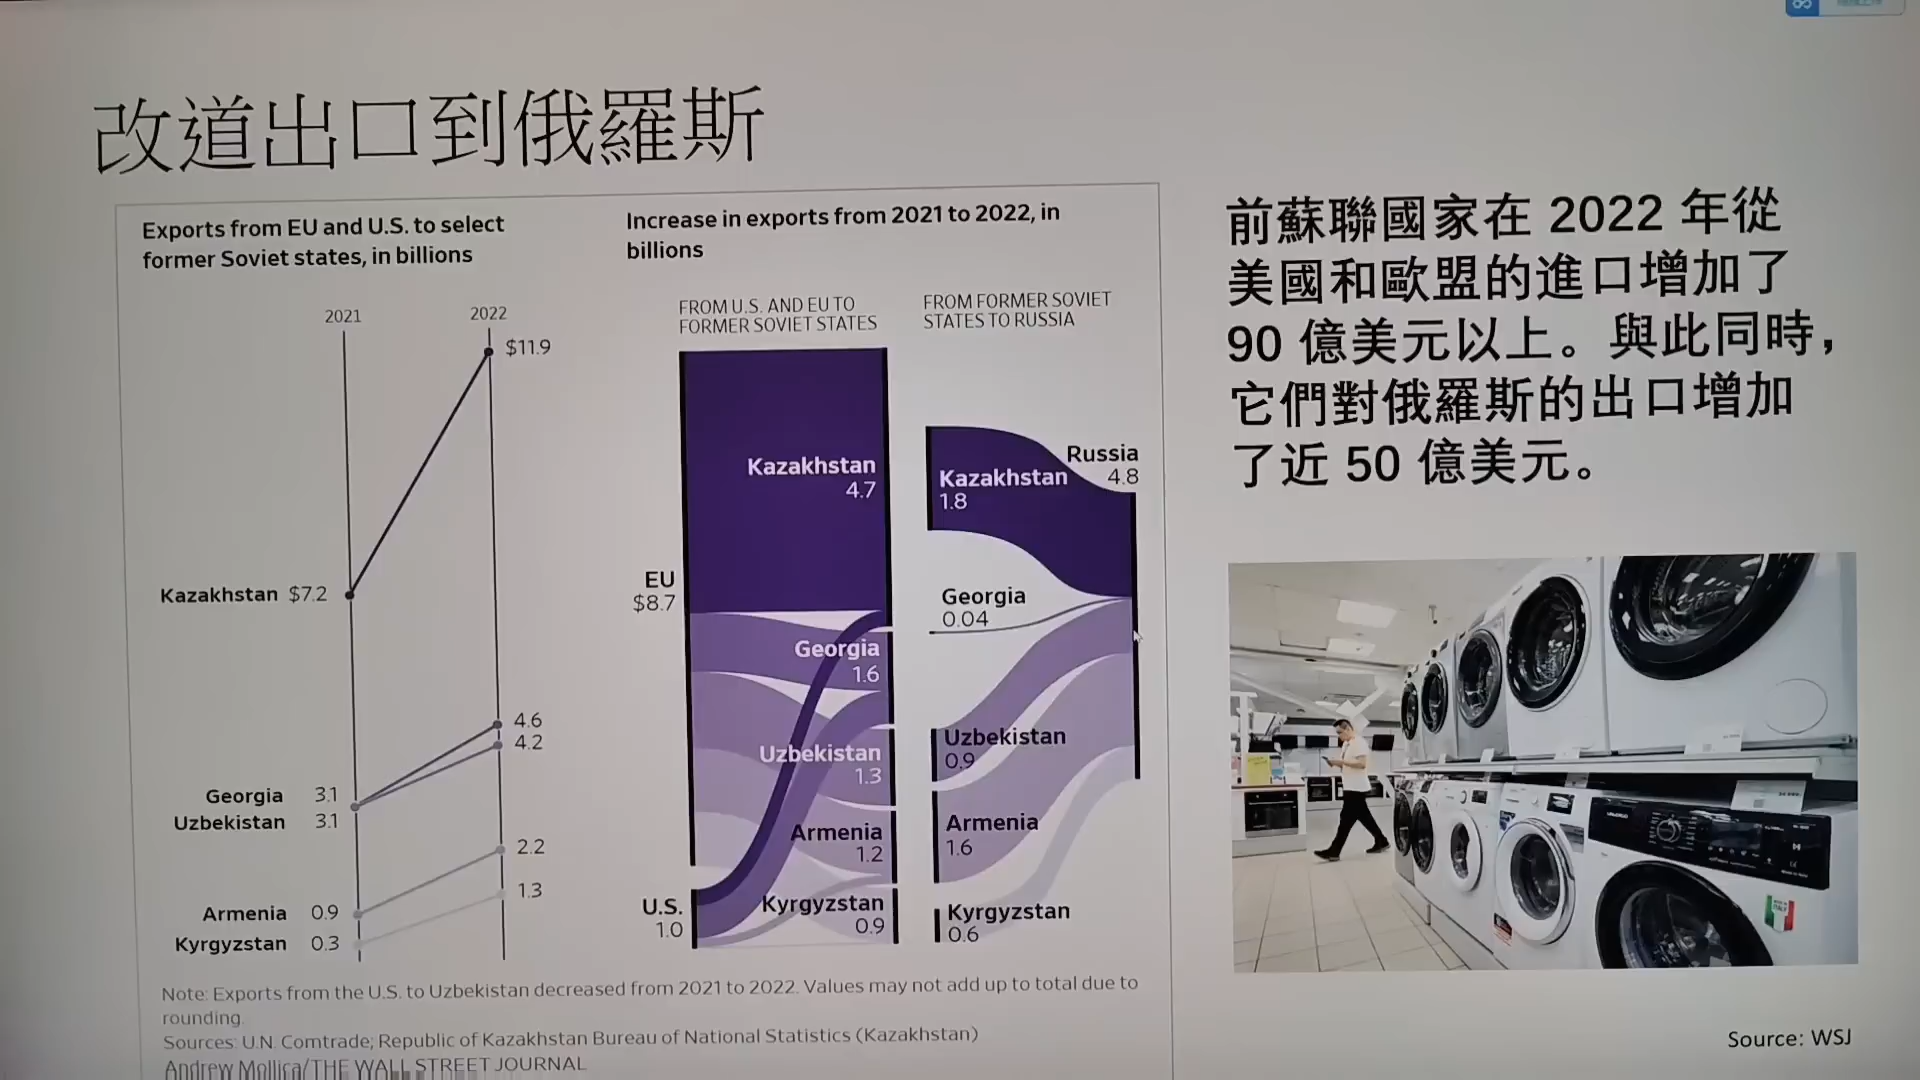 改道出口到俄羅斯
Exports from EU and U.S. to select
former Soviet states, in billions
2021
2022
$11.9
Kazakhstan $7.2
4.6
4.2
Georgia 3.1
Uzbekistan 3.1
2.2
1.3
Armenia 0.9
Kyrgyzstan 0.3
Increase in exports from 2021 to 2022, in
billions
FROM U.S. AND EU TO
FORMER SOVIET STATES
FROM FORMER SOVIET
STATES TO RUSSIA
EU
$8.7
U.S.
1.0
Kazakhstan
4.7
Georgia
1.6
Uzbekistan
1.3
Armenia
1.2
Kyrgyzstan
0.9
Kazakhstan
1.8
Russia
4.8
Georgia
0.04
Uzbekistan
0.9
Armenia
1.6
Kyrgyzstan
0.6
Note: Exports from the U.S. to Uzbekistan decreased from 2021 to 2022. Values may not add up to total due to
rounding.
Sources: U.N. Comtrade; Republic of Kazakhstan Bureau of National Statistics (Kazakhstan)
Andrew Mollica/THE WALL STREET JOURNAL
前蘇聯國家在 2022 年從
美國和歐盟的進口增加了
90 億美元以上。與此同時，
它們對俄羅斯的出口增加
了近 50 億美元。
Source: WSJ